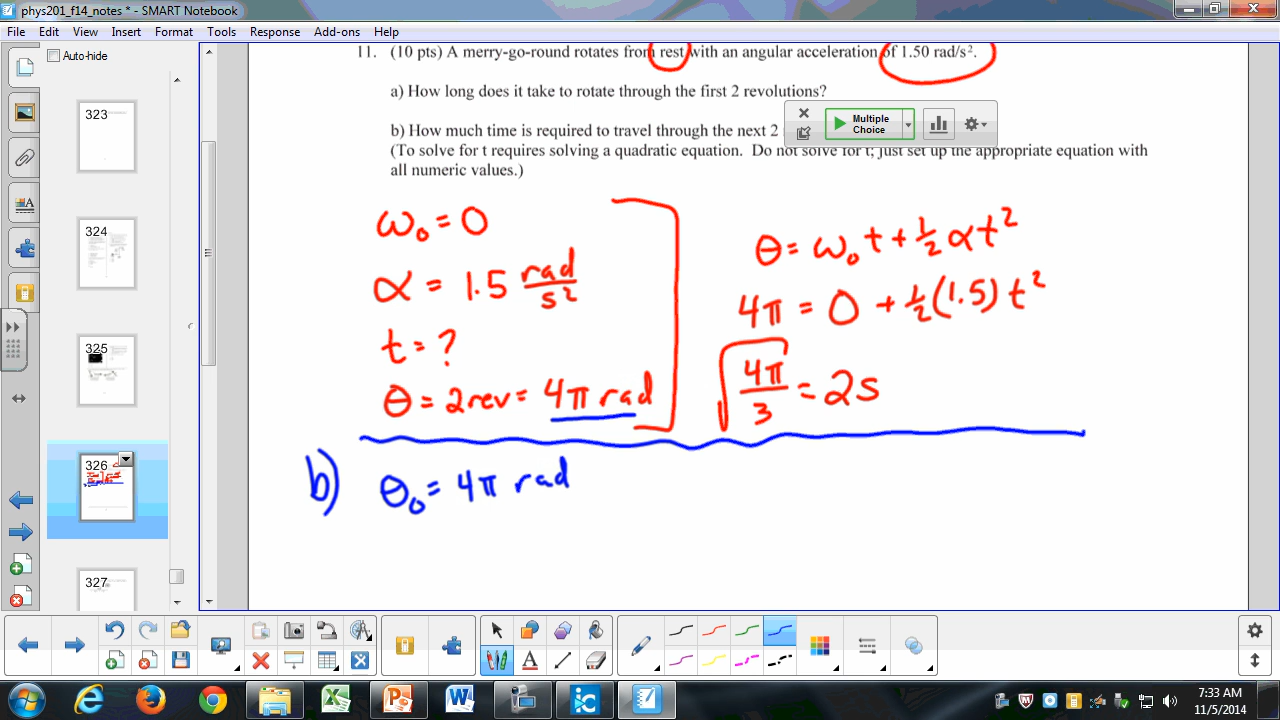 phys201_f14_notes * - SMART Notebook
File Edit View Insert Format Tools Response Add-ons Help
Auto-hide
323
324
325
326
327
11. (10 pts) A merry-go-round rotates from rest with an angular acceleration of 1.50 rad/s².
a) How long does it take to rotate through the first 2 revolutions?
Multiple Choice
b) How much time is required to travel through the next 2
(To solve for t requires solving a quadratic equation. Do not solve for t; just set up the appropriate equation with
all numeric values.)
ω₀ = 0
α = 1.5 rad/s²
t = ?
θ = 2 rev = 4π rad
θ = ω₀ t + ½ α t²
4π = 0 + ½ (1.5) t²
√(4π/3) = 2s
b) θ₀ = 4π rad
A
7:33 AM
11/5/2014